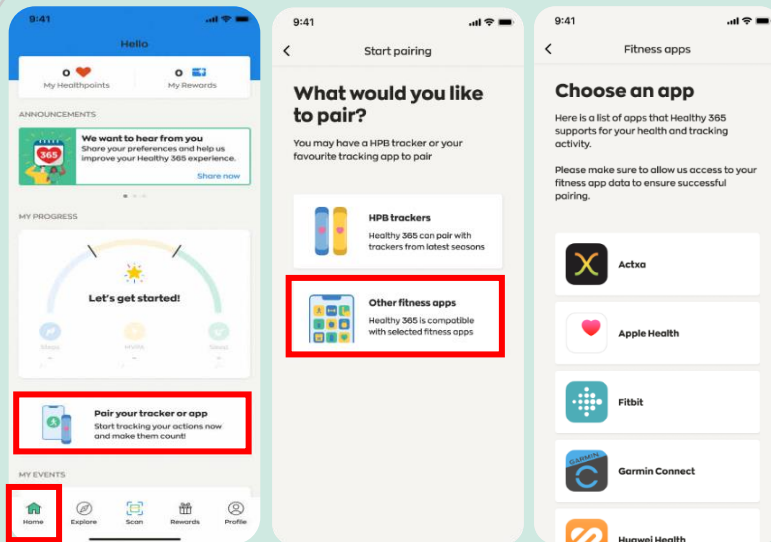 9:41
Hello
0
0
My Healthpoints
My Rewards
ANNOUNCEMENTS
365
We want to hear from you
Share your preferences and help us
improve your Healthy 365 experience.
Share now
MY PROGRESS
Let's get started!
Steps
MVPA
Sleep
Pair your tracker or app
Start tracking your actions now
and make them count!
MY EVENTS
Home
Explore
Scan
Rewards
Profile
9:41
Start pairing
What would you like
to pair?
You may have a HPB tracker or your
favourite tracking app to pair
HPB trackers
Healthy 365 can pair with
trackers from latest seasons
Other fitness apps
Healthy 365 is compatible
with selected fitness apps
9:41
Fitness apps
Choose an app
Here is a list of apps that Healthy 365
supports for your health and tracking
activity.
Please make sure to allow us access to your
fitness app data to ensure successful
pairing.
Actxa
Apple Health
Fitbit
GARMIN
Garmin Connect
Huawei Health